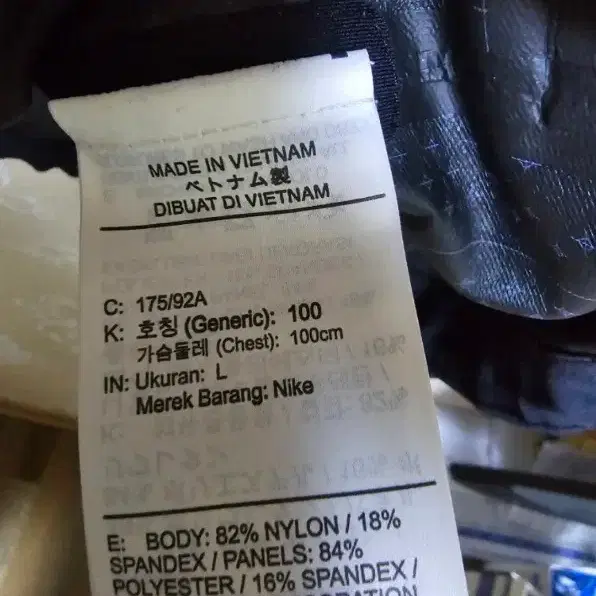 MADE IN VIETNAM
ベトナム製
DIBUAT DI VIETNAM
C: 175/92A
K: 호칭 (Generic): 100
가슴둘레 (Chest): 100cm
IN: Ukuran: L
Merek Barang: Nike
E: BODY: 82% NYLON / 18%
SPANDEX / PANELS: 84%
POLYESTER / 16% SPANDEX /